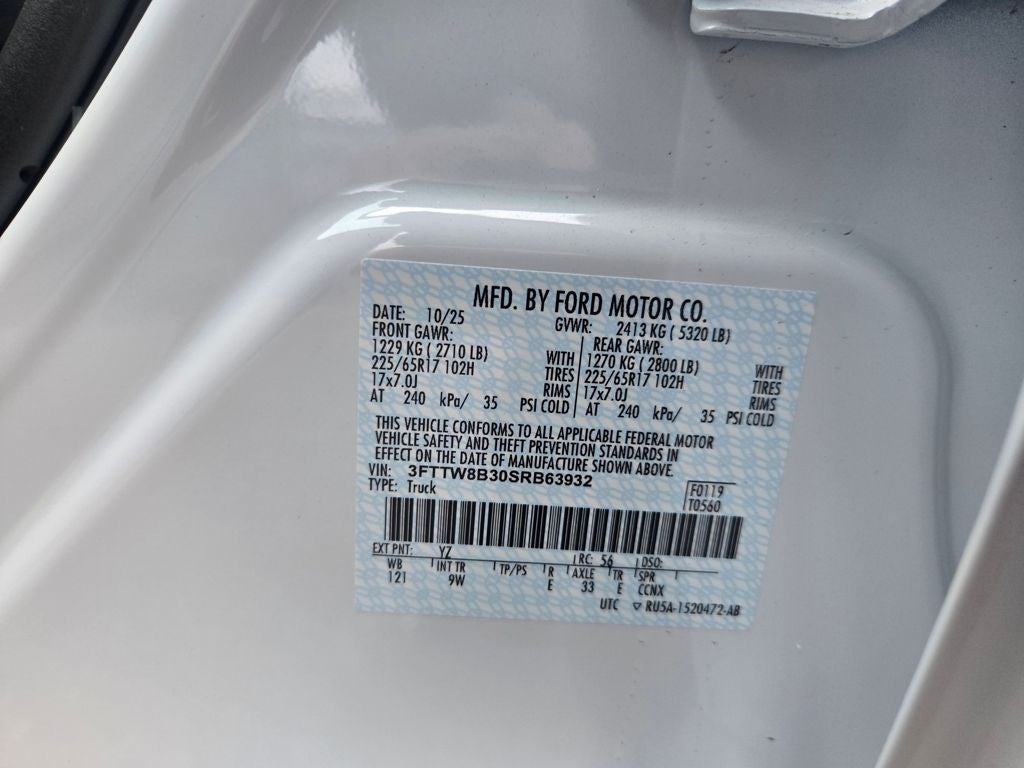 MFD. BY FORD MOTOR CO.
DATE: 10/25 GVWR: 2413 KG ( 5320 LB)
FRONT GAWR: REAR GAWR:
1229 KG ( 2710 LB) WITH 1270 KG ( 2800 LB) WITH
225/65R17 102H TIRES 225/65R17 102H TIRES
17x7.0J RIMS 17x7.0J RIMS
AT 240 kPa/ 35 PSI COLD AT 240 kPa/ 35 PSI COLD
THIS VEHICLE CONFORMS TO ALL APPLICABLE FEDERAL MOTOR
VEHICLE SAFETY AND THEFT PREVENTION STANDARDS IN
EFFECT ON THE DATE OF MANUFACTURE SHOWN ABOVE.
VIN: 3FTTW8B30SRB63932
TYPE: Truck F0119
T0560
EXT PNT: YZ RC: 56 DSO:
WB INT TR TP/PS R AXLE TR SPR
121 9W E 33 E CCNX
UTC ▽ RU5A-1520472-AB